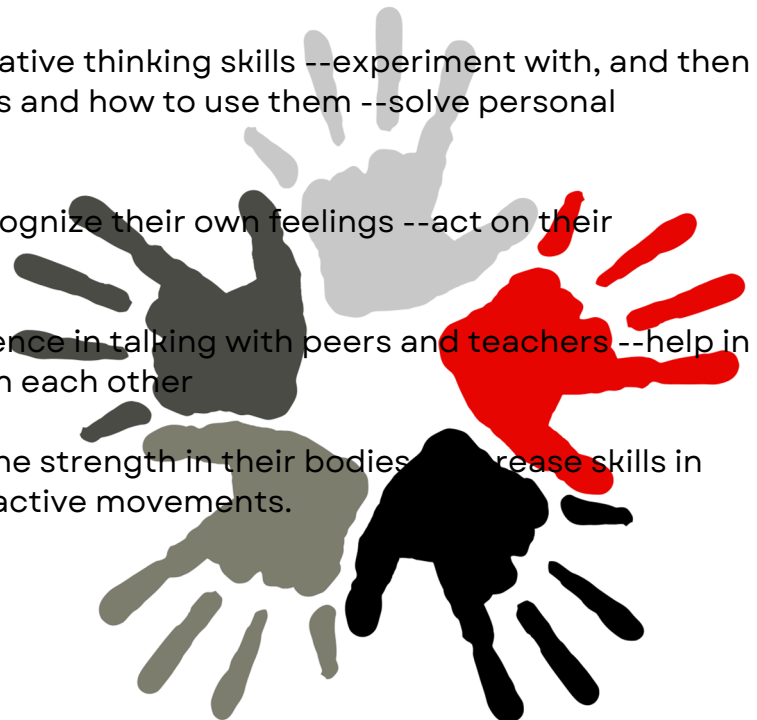 ative thinking skills --experiment with, and then
s and how to use them --solve personal
ognize their own feelings --act on their
ence in talking with peers and teachers --help in
n each other
ne strength in their bodies rease skills in
active movements.